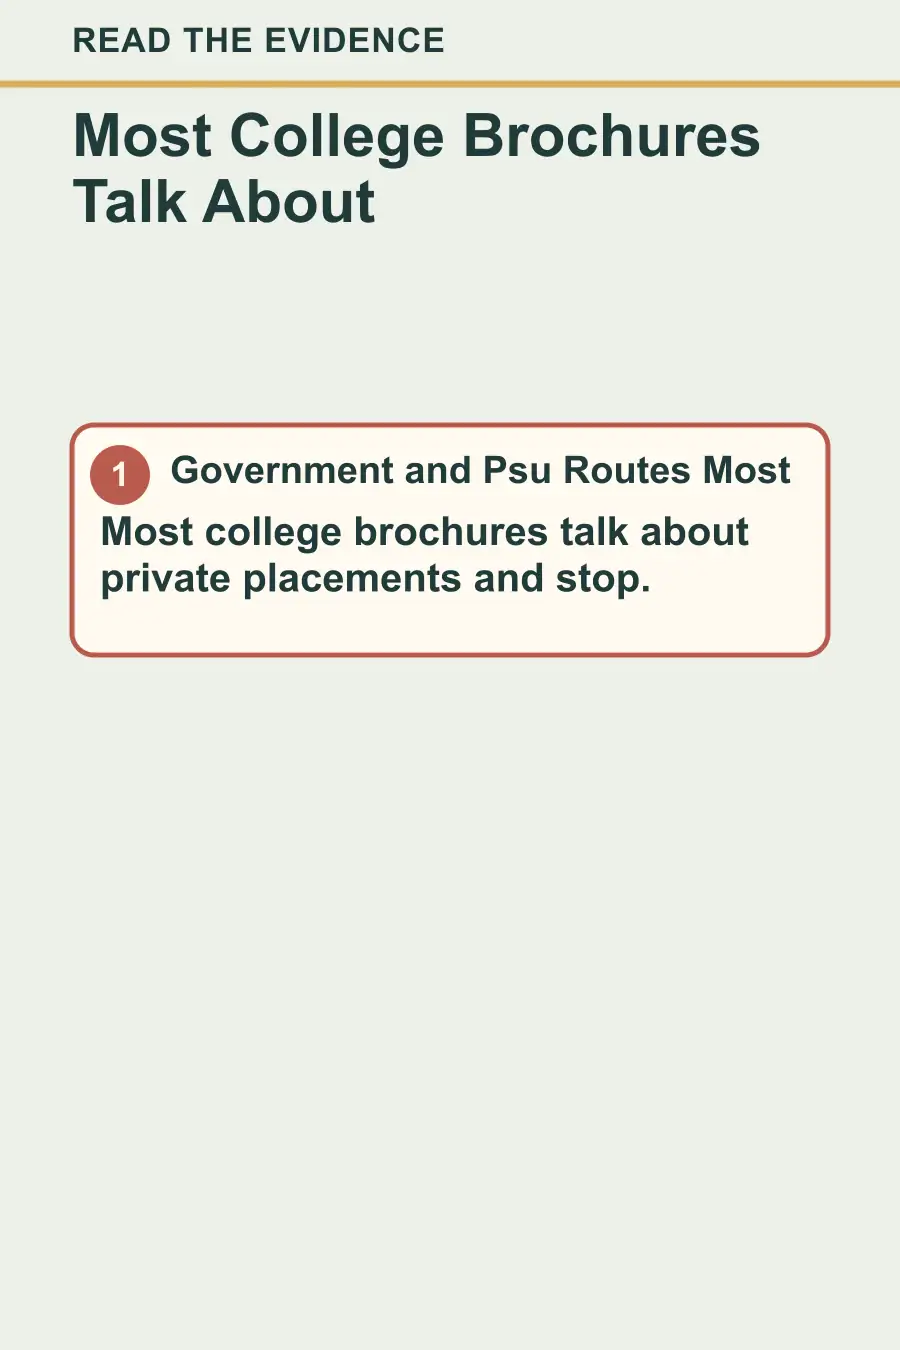 READ THE EVIDENCE
Most College Brochures
Talk About
1 Government and Psu Routes Most
Most college brochures talk about
private placements and stop.